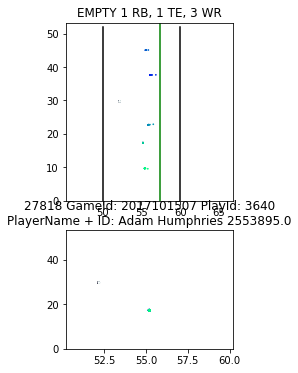 EMPTY 1 RB, 1 TE, 3 WR
50
40
30
20
10
0
50 55 60 65
27818 GameId: 2017101507 PlayId: 3640
PlayerName + ID: Adam Humphries 2553895.0
40
20
0
52.5 55.0 57.5 60.0